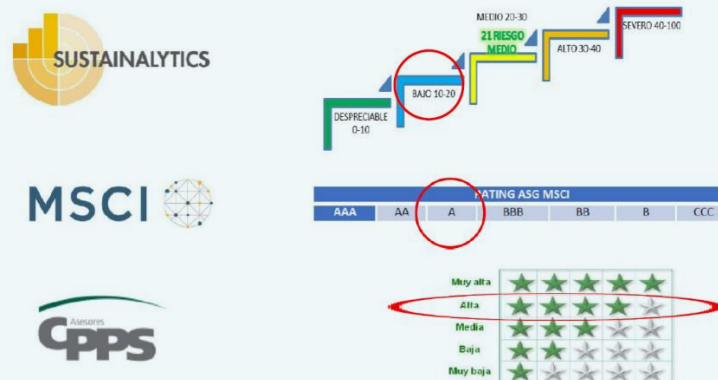 SUSTAINALYTICS
DESPRECIABLE
0-10
BAJO 10-20
MEDIO 20-30
21 RIESGO
MEDIO
ALTO 30-40
SEVERO 40-100
MSCI
RATING ASG MSCI
AAA AA A BBB BB B CCC
Asesores
CPPS
Muy alta
Alta
Media
Baja
Muy baja